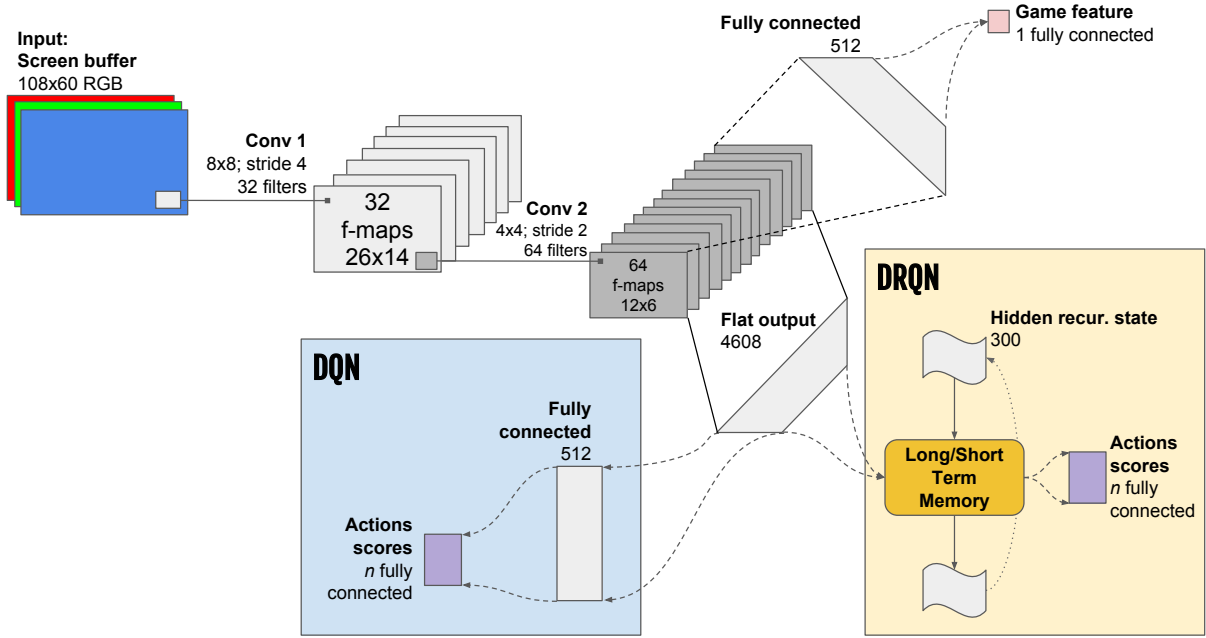 Input:
Screen buffer
108x60 RGB
Conv 1
8x8; stride 4
32 filters
32
f-maps
26x14
Conv 2
4x4; stride 2
64 filters
64
f-maps
12x6
Fully connected
512
Game feature
1 fully connected
Flat output
4608
DQN
Fully
connected
512
Actions
scores
n fully
connected
DRQN
Hidden recur. state
300
Long/Short
Term
Memory
Actions
scores
n fully
connected